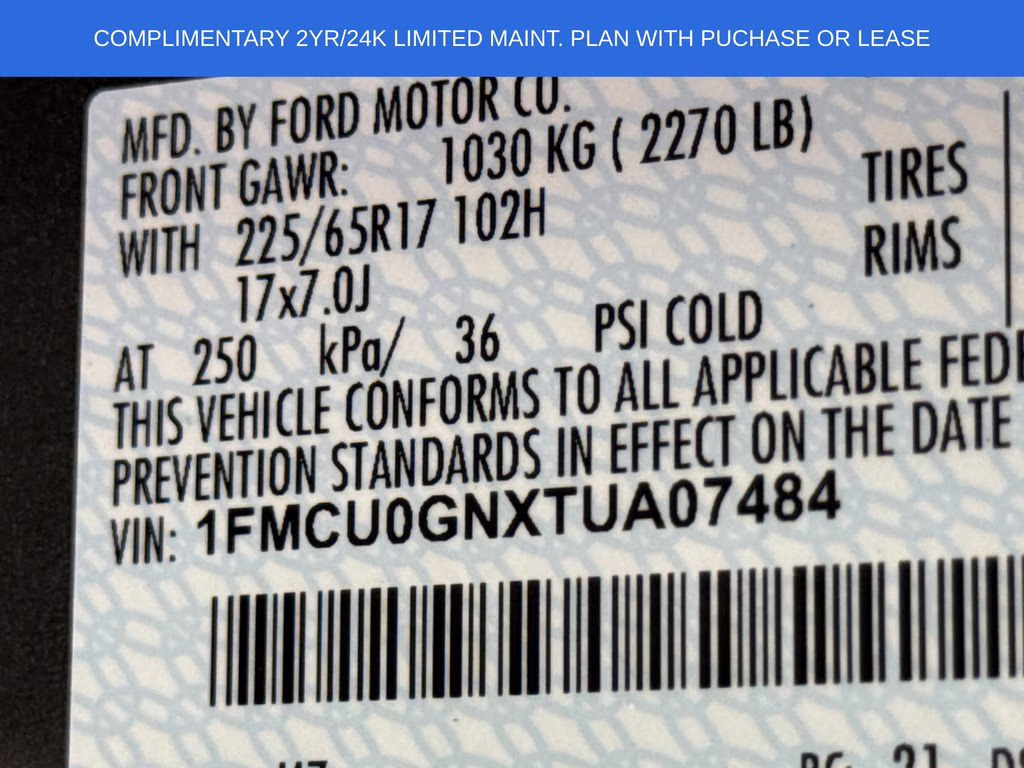 COMPLIMENTARY 2YR/24K LIMITED MAINT. PLAN WITH PUCHASE OR LEASE
MFD. BY FORD MOTOR CO.
FRONT GAWR: 1030 KG ( 2270 LB)
WITH 225/65R17 102H TIRES
17x7.0J RIMS
AT 250 kPa/ 36 PSI COLD
THIS VEHICLE CONFORMS TO ALL APPLICABLE
PREVENTION STANDARDS IN EFFECT ON THE DATE
VIN: 1FMCU0GNXTUA07484
21